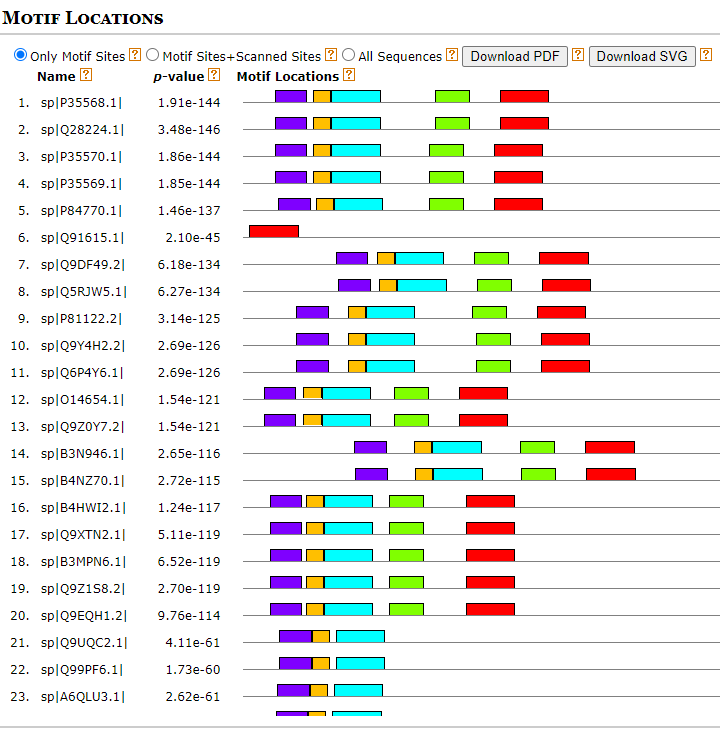 Motif Locations
Only Motif Sites ? Motif Sites+Scanned Sites ? All Sequences ? Download PDF ? Download SVG ?
Name ? p-value ? Motif Locations ?
1. sp|P35568.1| 1.91e-144
2. sp|Q28224.1| 3.48e-146
3. sp|P35570.1| 1.86e-144
4. sp|P35569.1| 1.85e-144
5. sp|P84770.1| 1.46e-137
6. sp|Q91615.1| 2.10e-45
7. sp|Q9DF49.2| 6.18e-134
8. sp|Q5RJW5.1| 6.27e-134
9. sp|P81122.2| 3.14e-125
10. sp|Q9Y4H2.2| 2.69e-126
11. sp|Q6P4Y6.1| 2.69e-126
12. sp|O14654.1| 1.54e-121
13. sp|Q9Z0Y7.2| 1.54e-121
14. sp|B3N946.1| 2.65e-116
15. sp|B4NZ70.1| 2.72e-115
16. sp|B4HWI2.1| 1.24e-117
17. sp|Q9XTN2.1| 5.11e-119
18. sp|B3MPN6.1| 6.52e-119
19. sp|Q9Z1S8.2| 2.70e-119
20. sp|Q9EQH1.2| 9.76e-114
21. sp|Q9UQC2.1| 4.11e-61
22. sp|Q99PF6.1| 1.73e-60
23. sp|A6QLU3.1| 2.62e-61